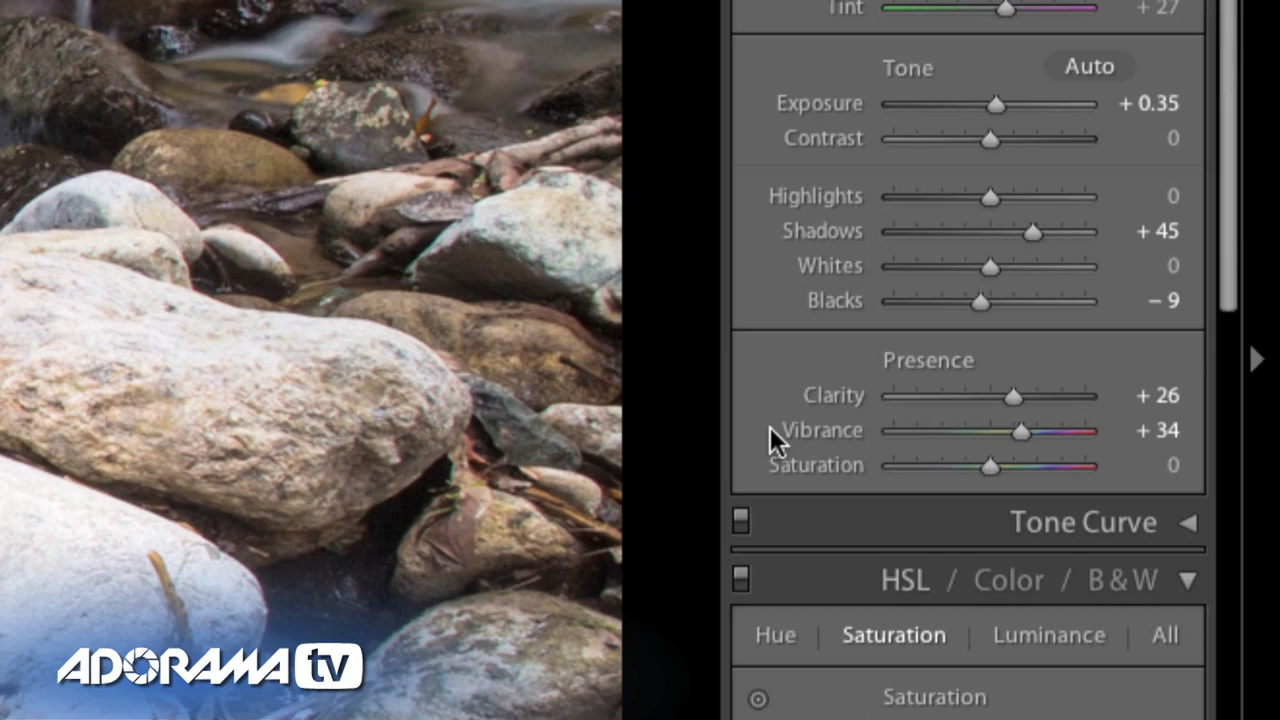 Tint + 27
Tone Auto
Exposure + 0.35
Contrast 0
Highlights 0
Shadows + 45
Whites 0
Blacks – 9
Presence
Clarity + 26
Vibrance + 34
Saturation 0
Tone Curve
HSL / Color / B & W
Hue | Saturation | Luminance | All
Saturation
ADORAMA tv